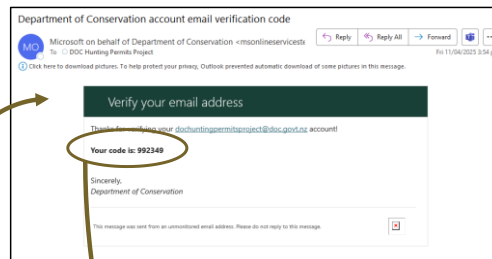 Department of Conservation account email verification code
MO
Microsoft on behalf of Department of Conservation <msonlineserviceste
Reply
Reply All
Forward
To DOC Hunting Permits Project
Fri 11/04/2025 3:54
Click here to download pictures. To help protect your privacy, Outlook prevented automatic download of some pictures in this message.
Verify your email address
Thanks for verifying your dochuntingpermitsproject@doc.govt.nz account!
Your code is: 992349
Sincerely,
Department of Conservation
This message was sent from an unmonitored email address. Please do not reply to this message.